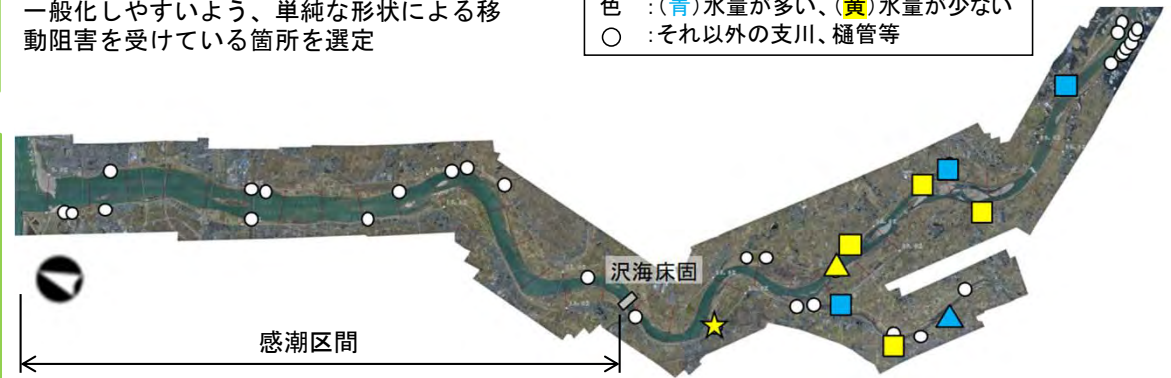 一般化しやすいよう、単純な形状による移
動阻害を受けている箇所を選定
色 :(青)水量が多い、(黄)水量が少ない
○ :それ以外の支川、樋管等
沢海床固
感潮区間